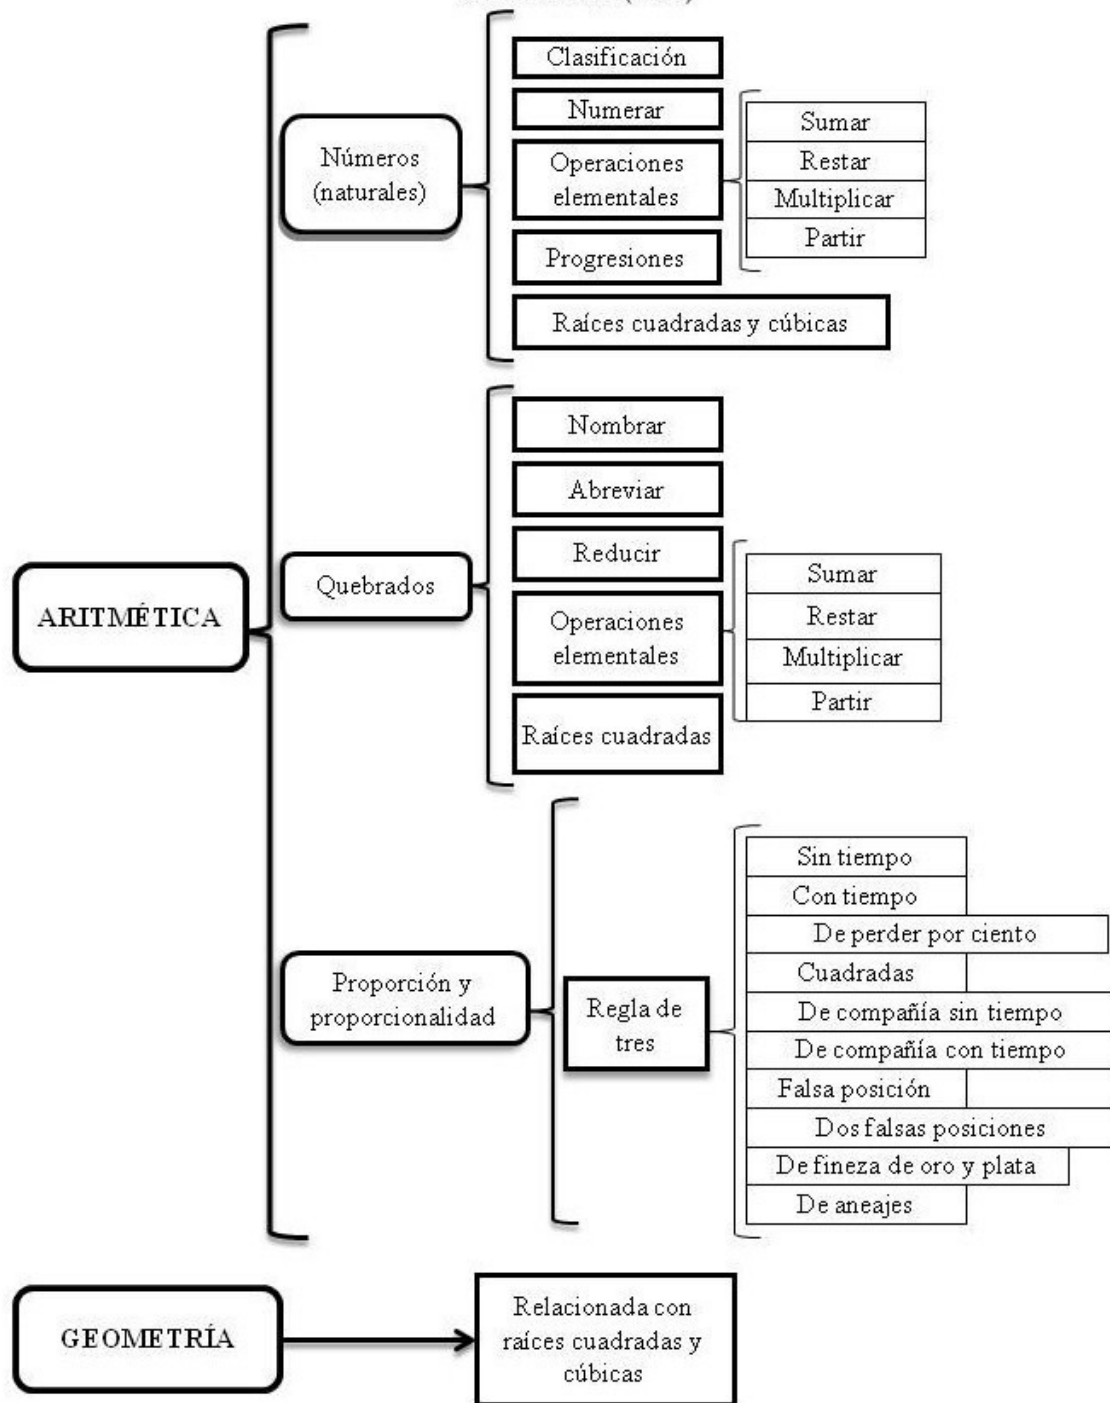 Clasificación
Numerar
Números
(naturales)
Operaciones
elementales
Sumar
Restar
Multiplicar
Partir
Progresiones
Raíces cuadradas y cúbicas
ARITMÉTICA
Quebrados
Nombrar
Abreviar
Reducir
Operaciones
elementales
Sumar
Restar
Multiplicar
Partir
Raíces cuadradas
Proporción y
proporcionalidad
Regla de
tres
Sin tiempo
Con tiempo
De perder por ciento
Cuadradas
De compañía sin tiempo
De compañía con tiempo
Falsa posición
Dos falsas posiciones
De fineza de oro y plata
De aneajes
GEOMETRÍA
Relacionada con
raíces cuadradas y
cúbicas